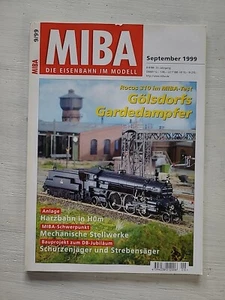 9/99
MIBA
DIE EISENBAHN IM MODELL
MIBA
September 1999
Rocos 310 im MIBA-Test
Gölsdorfs
Gardedampfer
Anlage
Harzbahn in H0m
MIBA-Schwerpunkt
Mechanische Stellwerke
Bauprojekt zum DB-Jubiläum
Schürzenjäger und Strebensäger